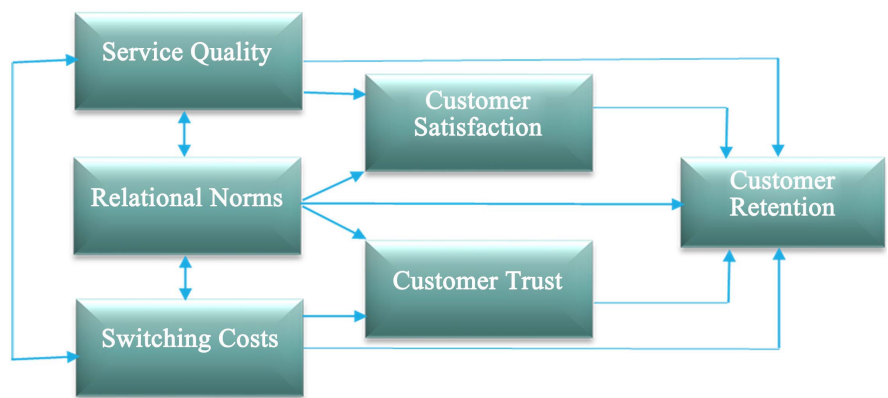 Service Quality
Customer
Satisfaction
Relational Norms
Customer
Retention
Customer Trust
Switching Costs